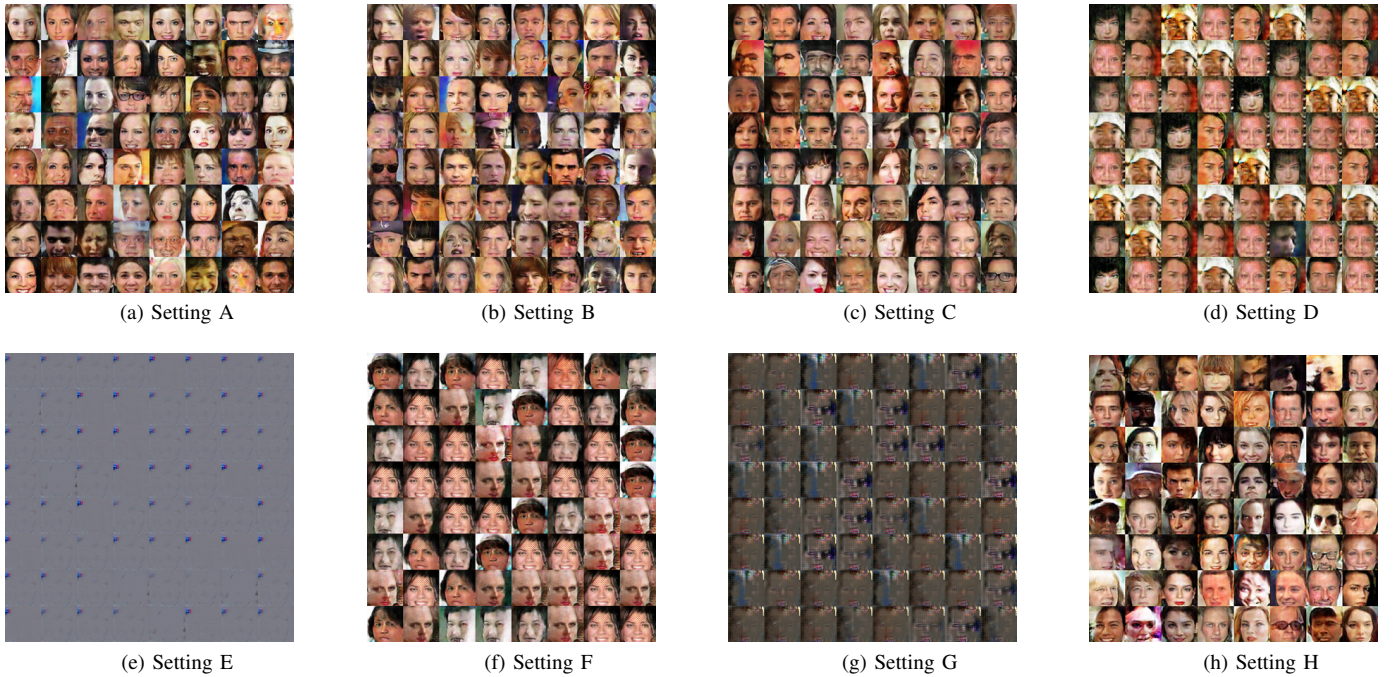 (a) Setting A
(b) Setting B
(c) Setting C
(d) Setting D
(e) Setting E
(f) Setting F
(g) Setting G
(h) Setting H